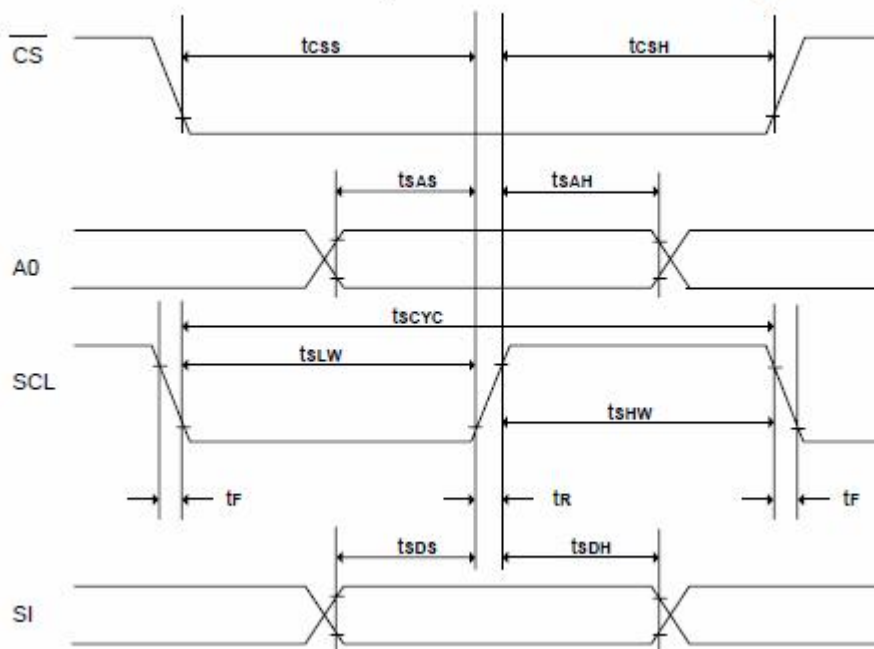 CS
tCSS
tCSH
tSAS
tSAH
A0
tSCYC
tSLW
SCL
tSHW
tF
tR
tF
tSDS
tSDH
SI